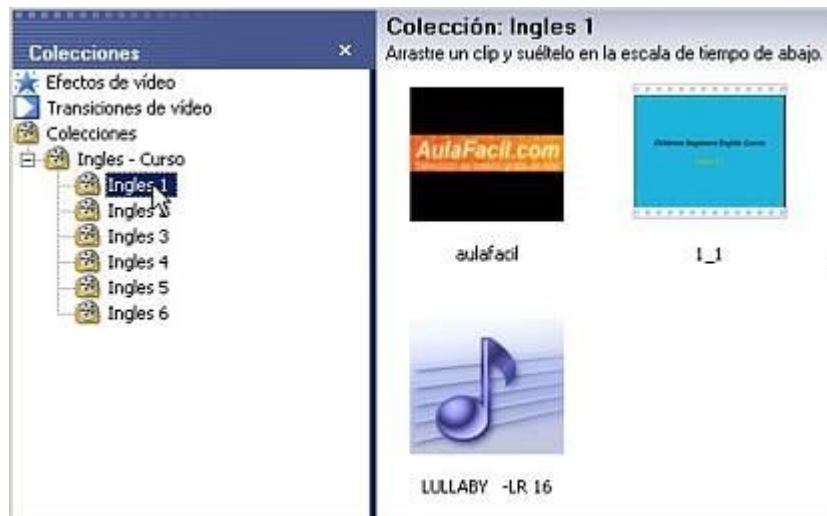 Colecciones
Efectos de vídeo
Transiciones de vídeo
Colecciones
Ingles - Curso
Ingles 1
Ingles
Ingles 3
Ingles 4
Ingles 5
Ingles 6
Colección: Ingles 1
Arrastre un clip y suéltelo en la escala de tiempo de abajo.
AulaFacil.com
aulafacil
1_1
LULLABY -LR 16